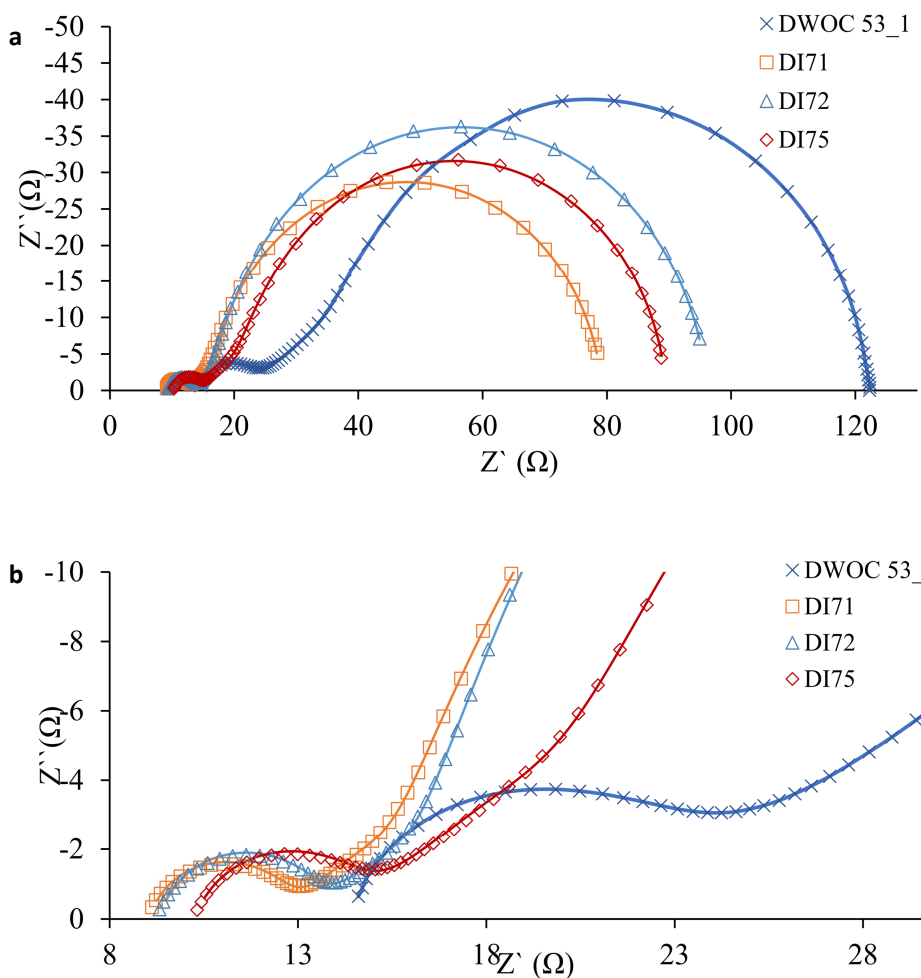 a
-50
-45
-40
-35
-30
-25
-20
-15
-10
-5
0
0 20 40 60 80 100 120
Z`` (Ω)
Z` (Ω)
DWOC 53_1
DI71
DI72
DI75
b
-10
-8
-6
-4
-2
0
8 13 18 23 28
Z``(Ω)
Z` (Ω)
DWOC 53_
DI71
DI72
DI75